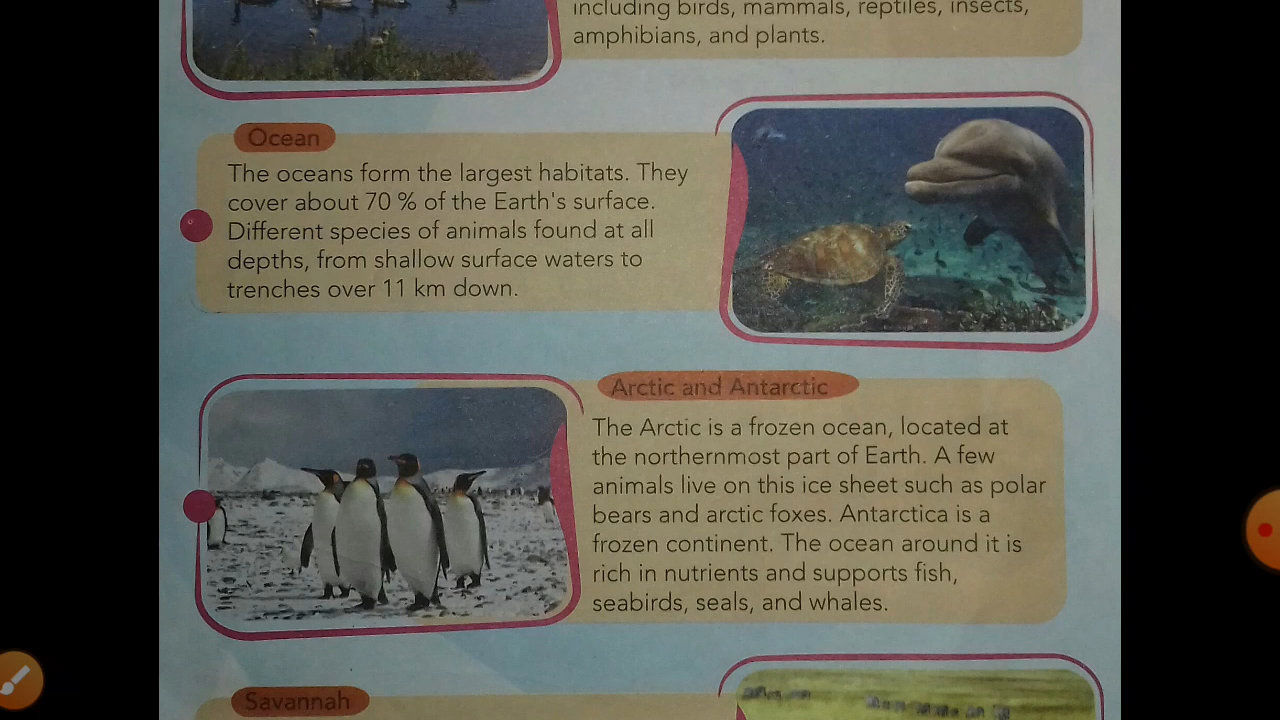 including birds, mammals, reptiles, insects,
amphibians, and plants.
Ocean
The oceans form the largest habitats. They
cover about 70 % of the Earth's surface.
Different species of animals found at all
depths, from shallow surface waters to
trenches over 11 km down.
Arctic and Antarctic
The Arctic is a frozen ocean, located at
the northernmost part of Earth. A few
animals live on this ice sheet such as polar
bears and arctic foxes. Antarctica is a
frozen continent. The ocean around it is
rich in nutrients and supports fish,
seabirds, seals, and whales.
Savannah